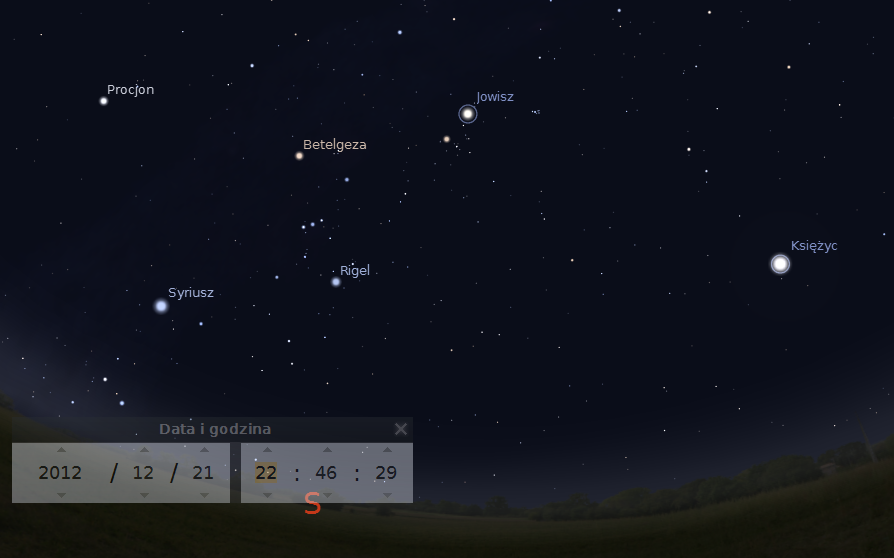 Procjon
Jowisz
Betelgeza
Księżyc
Rigel
Syriusz
Data i godzina ×
2012 / 12 / 21 22 : 46 : 29
S